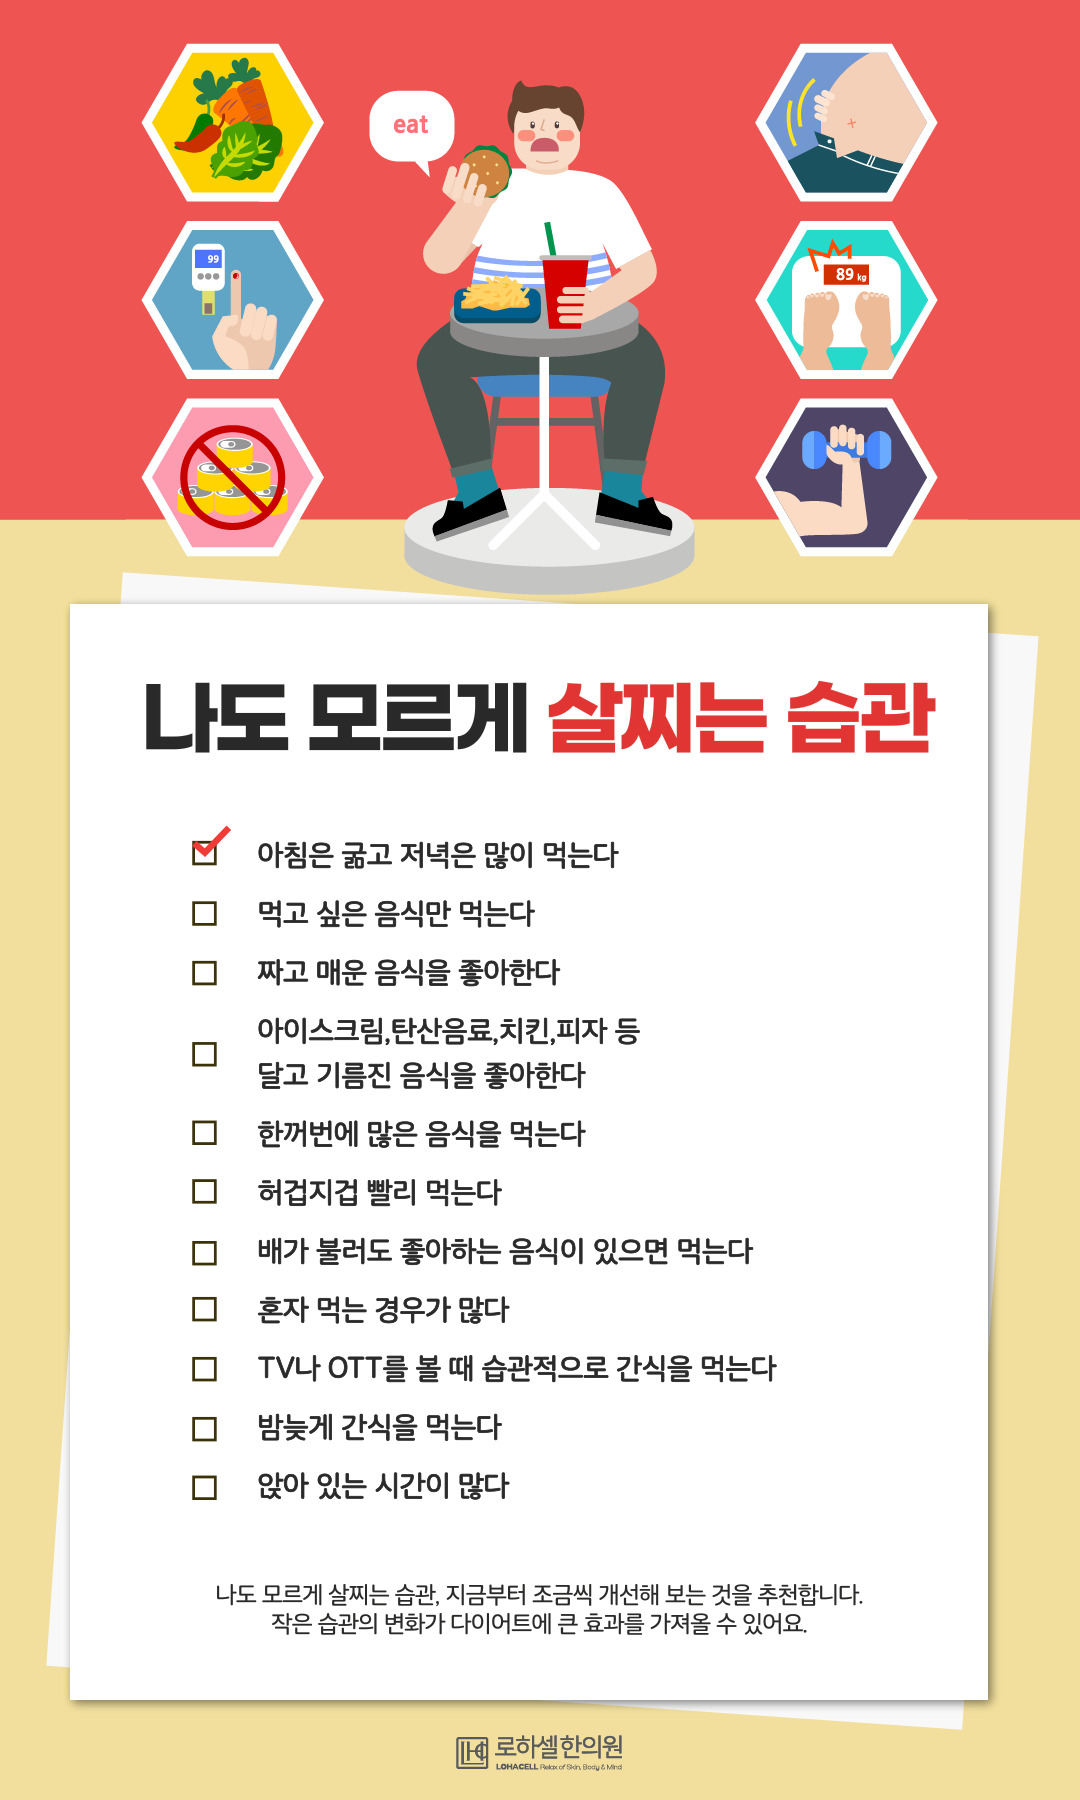 eat
99
89 kg
나도 모르게 살찌는 습관
아침은 굶고 저녁은 많이 먹는다
먹고 싶은 음식만 먹는다
짜고 매운 음식을 좋아한다
아이스크림,탄산음료,치킨,피자 등
달고 기름진 음식을 좋아한다
한꺼번에 많은 음식을 먹는다
허겁지겁 빨리 먹는다
배가 불러도 좋아하는 음식이 있으면 먹는다
혼자 먹는 경우가 많다
TV나 OTT를 볼 때 습관적으로 간식을 먹는다
밤늦게 간식을 먹는다
앉아 있는 시간이 많다
나도 모르게 살찌는 습관, 지금부터 조금씩 개선해 보는 것을 추천합니다.
작은 습관의 변화가 다이어트에 큰 효과를 가져올 수 있어요.
로하셀한의원
LOHACELL Relax of Skin, Body & Mind